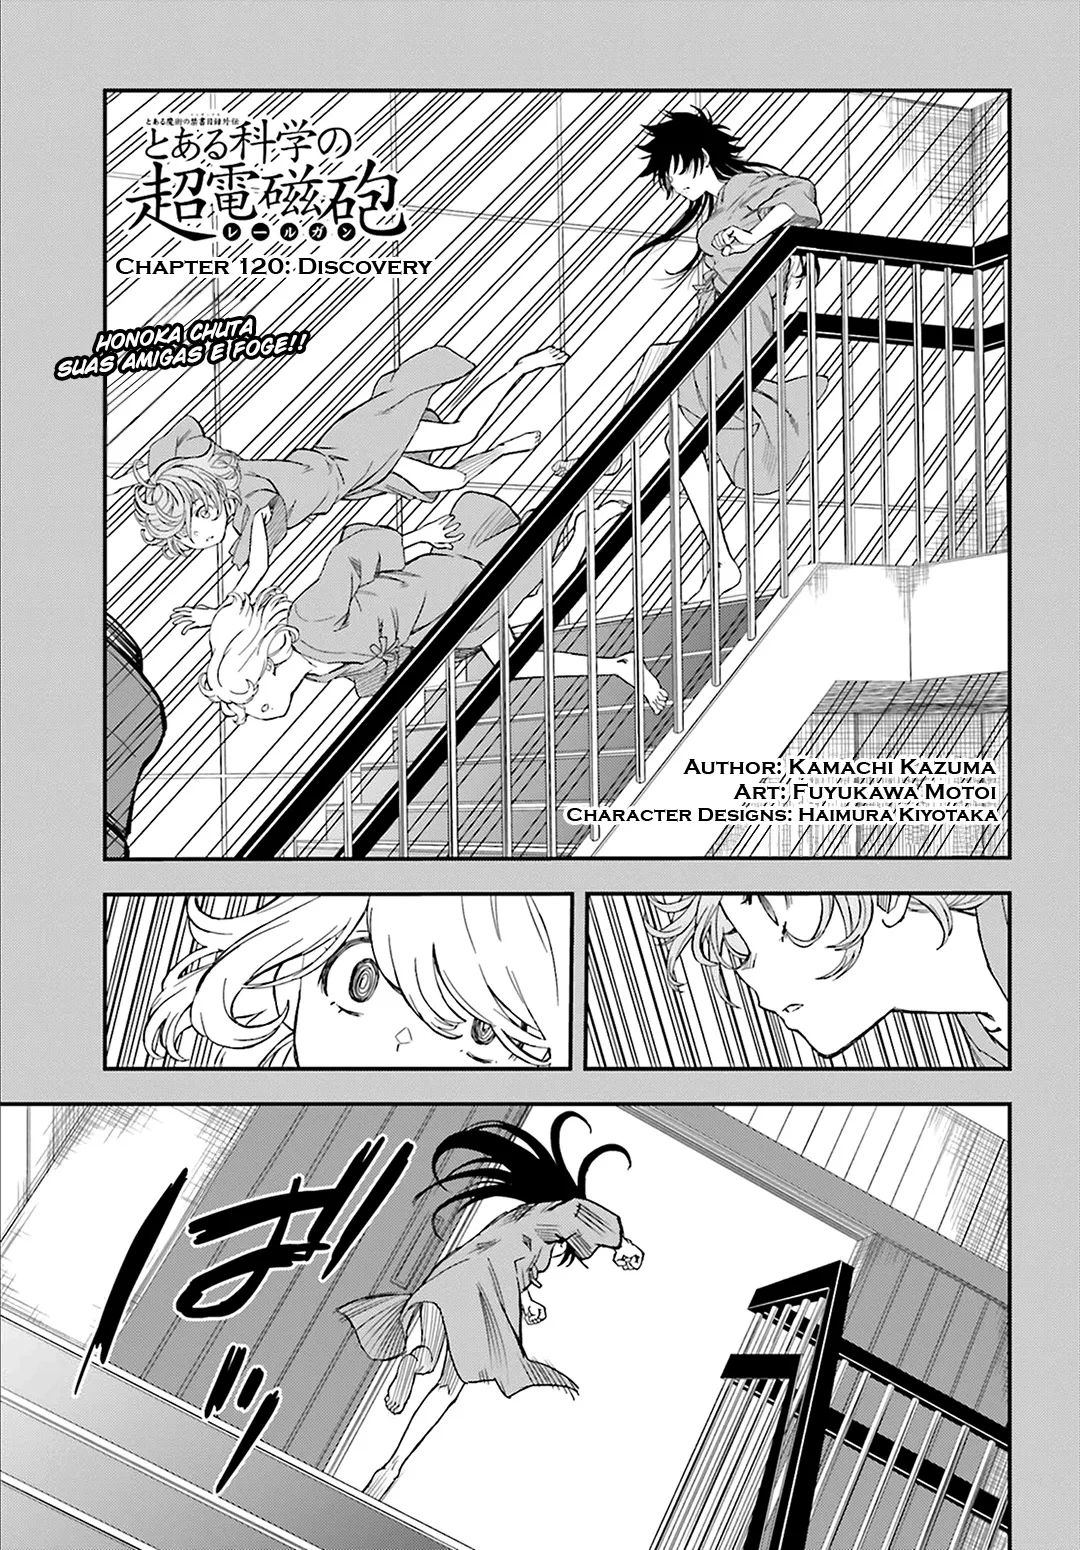 とある魔術の禁書目録外伝
とある科学の
超電磁砲
レールガン
Chapter 120: Discovery
HONOKA CHUTA
SUAS AMIGAS E FOGE!!
Author: Kamachi Kazuma
Art: Fuyukawa Motoi
Character Designs: Haimura Kiyotaka
ばっ